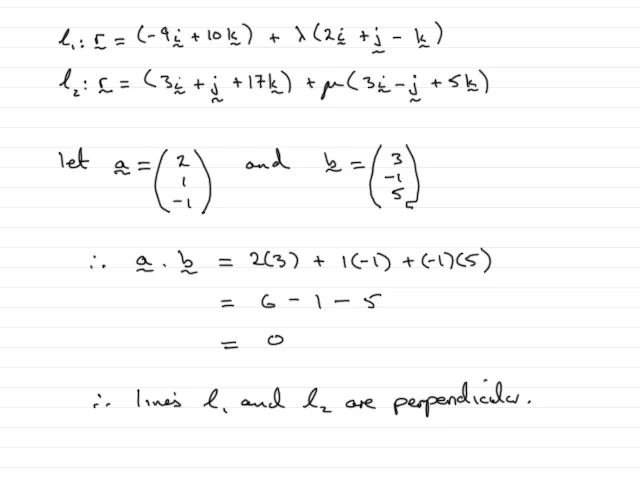 l₁: r = (-9i + 10k) + λ(2i + j - k)
l₂: r = (3i + j + 17k) + μ(3i - j + 5k)
let a = (2 1 -1) and b = (3 -1 5)
∴ a . b = 2(3) + 1(-1) + (-1)(5)
= 6 - 1 - 5
= 0
∴ lines l₁ and l₂ are perpendicular.